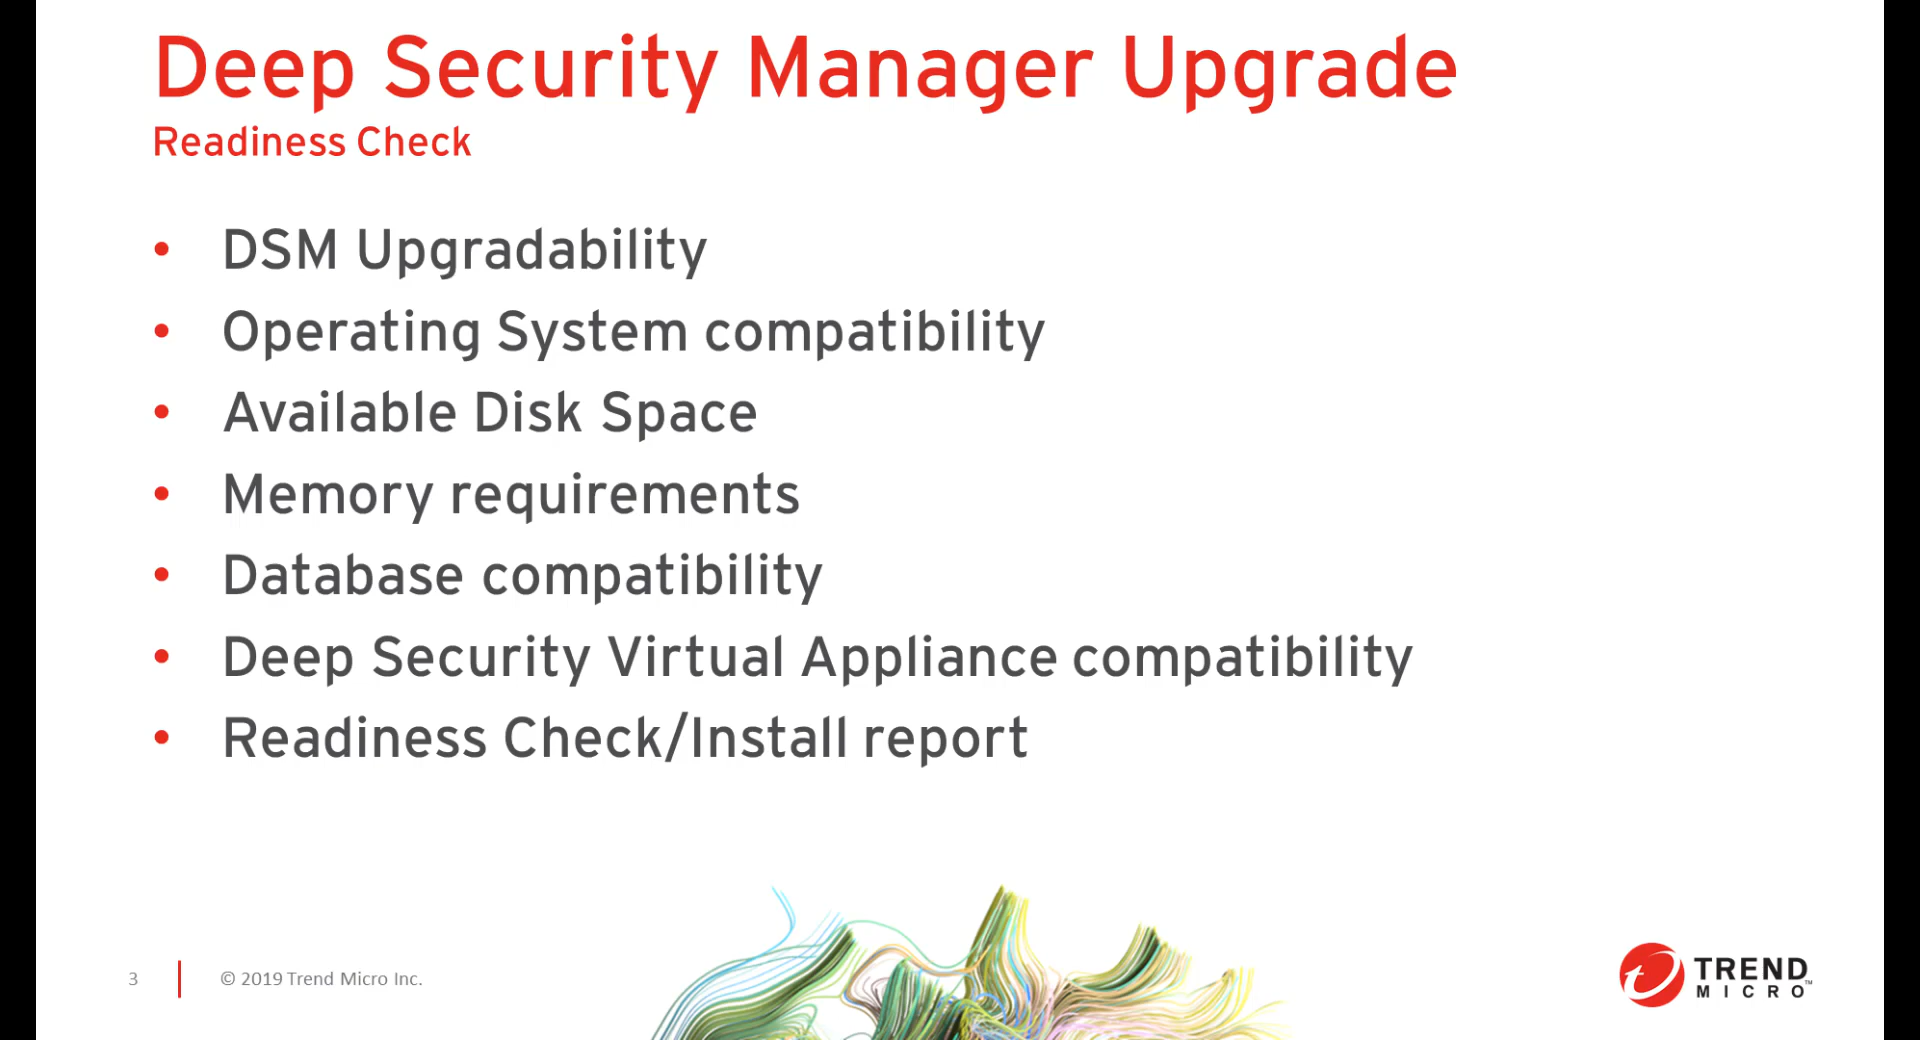 Deep Security Manager Upgrade
Readiness Check
• DSM Upgradability
• Operating System compatibility
• Available Disk Space
• Memory requirements
• Database compatibility
• Deep Security Virtual Appliance compatibility
• Readiness Check/Install report
3
© 2019 Trend Micro Inc.
TREND
MICRO™